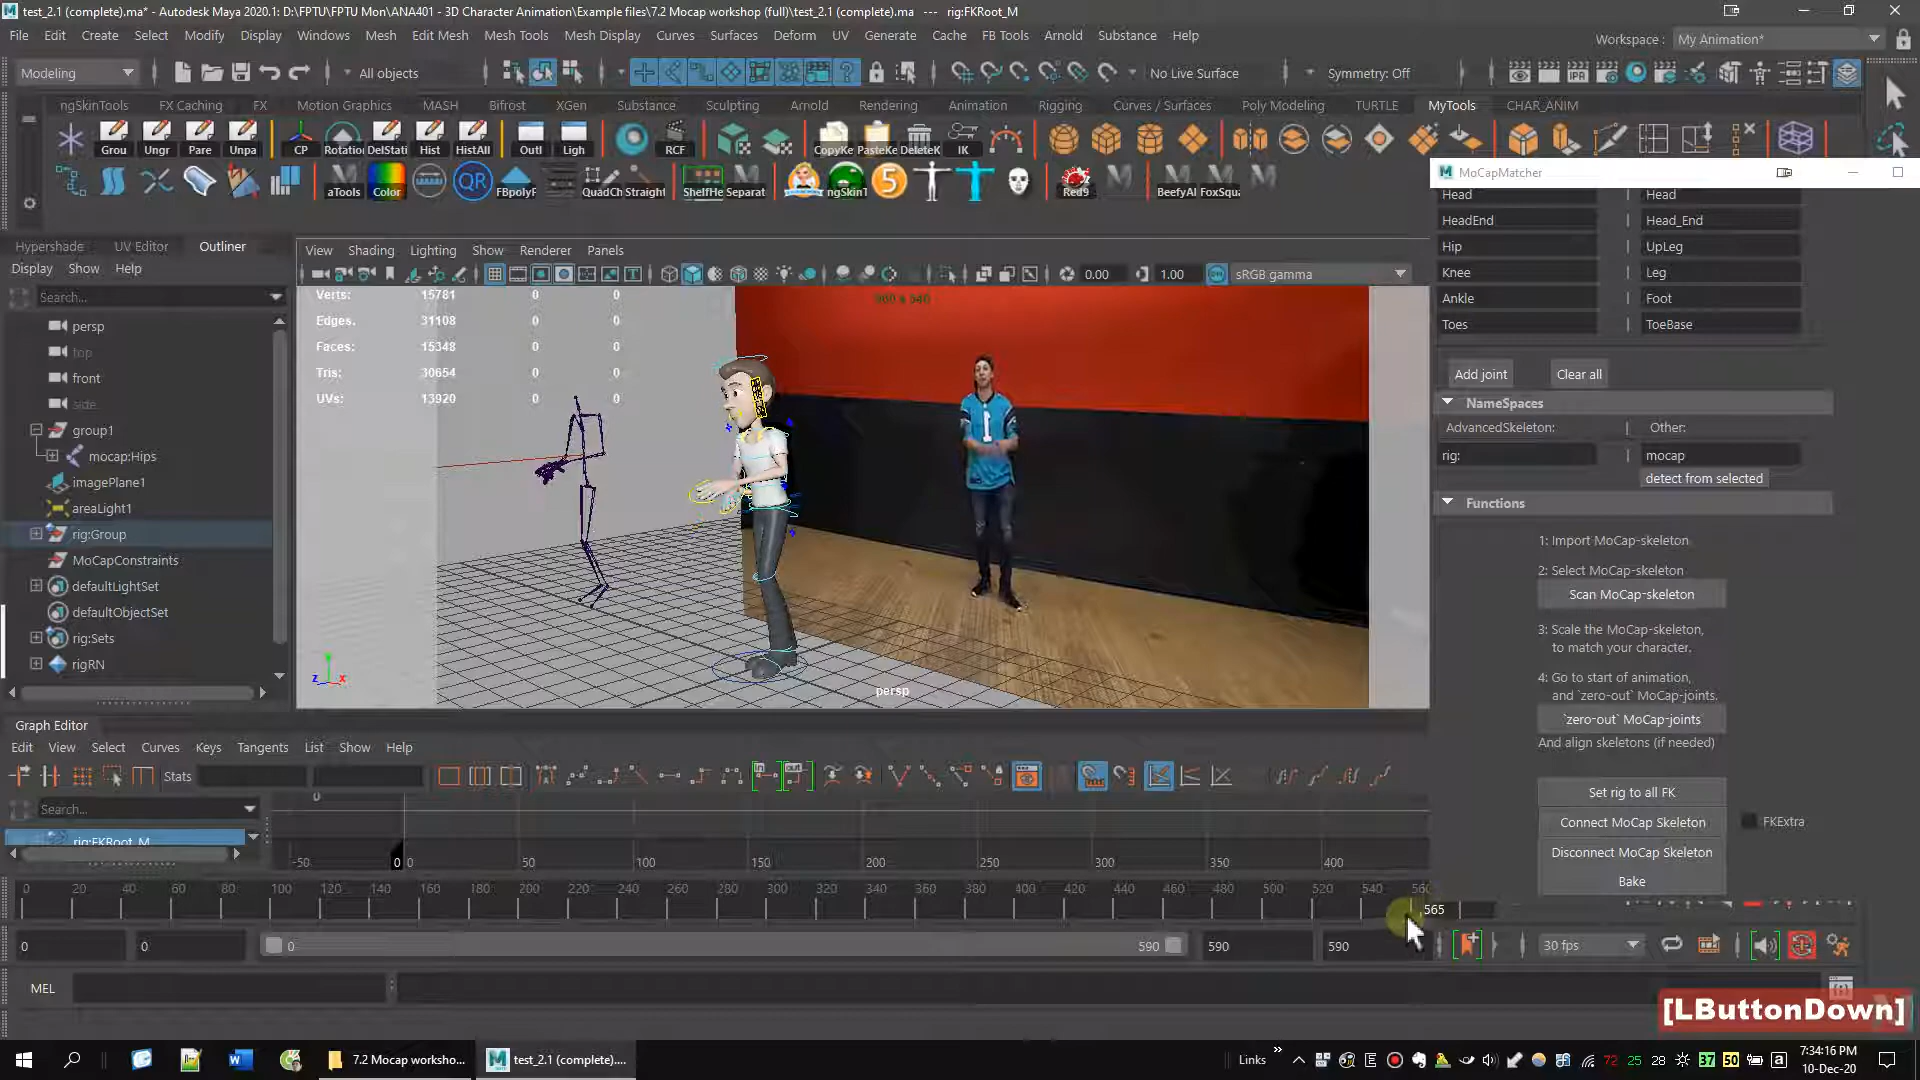 test_2.1 (complete).ma* - Autodesk Maya 2020.1: D:\FPTU\FPTU Mon\ANA401 - 3D Character Animation\Example files\7.2 Mocap workshop (full)\test_2.1 (complete).ma --- rig:FKRoot_M
File Edit Create Select Modify Display Windows Mesh Edit Mesh Mesh Tools Mesh Display Curves Surfaces Deform UV Generate Cache FB Tools Arnold Substance Help
Workspace : My Animation*
Modeling All objects No Live Surface Symmetry: Off
ngSkinTools FX Caching FX Motion Graphics MASH Bifrost XGen Substance Sculpting Arnold Rendering Animation Rigging Curves / Surfaces Poly Modeling TURTLE MyTools CHAR_ANIM
Grou Ungr Pare Unpa CP Rotation DelStati Hist HistAll Outl Ligh RCF CopyKe PasteKe DeleteK IK
aTools Color QR FBpolyF QuadCh Straight ShelfHe Separat ngSkinT 5 Red9 BeefyAl FoxSqua
MoCapMatcher
Head Head
HeadEnd Head_End
Hip UpLeg
Knee Leg
Ankle Foot
Toes ToeBase
Add joint Clear all
NameSpaces
AdvancedSkeleton: | Other:
rig: | mocap
detect from selected
Functions
1: Import MoCap-skeleton
2: Select MoCap-skeleton
Scan MoCap-skeleton
3: Scale the MoCap-skeleton,
to match your character.
4: Go to start of animation,
and `zero-out` MoCap-joints.
`zero-out` MoCap-joints
And align skeletons (if needed)
Set rig to all FK
Connect MoCap Skeleton FKExtra
Disconnect MoCap Skeleton
Bake
Hypershade UV Editor Outliner
Display Show Help
Search...
persp
top
front
side
group1
mocap:Hips
imagePlane1
areaLight1
rig:Group
MoCapConstraints
defaultLightSet
defaultObjectSet
rig:Sets
rigRN
View Shading Lighting Show Renderer Panels
0.00 1.00 sRGB gamma
Verts: 15781 0 0
Edges. 31108 0 0
Faces: 15348 0 0
Tris: 30654 0 0
UVs: 13920 0 0
960 x 540
1
z x
persp
Graph Editor
Edit View Select Curves Keys Tangents List Show Help
Stats
Search...
rig:FKRoot_M
0
-50 0 0 50 100 150 200 250 300 350 400
0 20 40 60 80 100 120 140 160 180 200 220 240 260 280 300 320 340 360 380 400 420 440 460 480 500 520 540 560
565
0 0 0 590 590 590 30 fps
MEL
[LButtonDown]
7.2 Mocap worksho... test_2.1 (complete)....
Links 72 25 28 37 50 a
7:34:16 PM
10-Dec-20